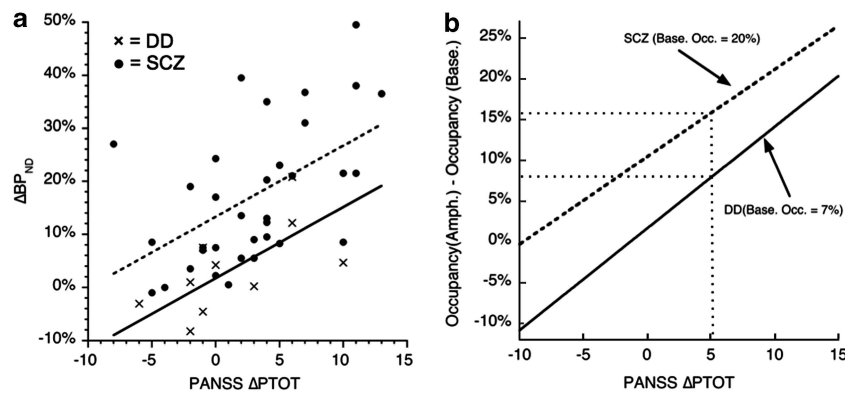 a
50%
40%
30%
20%
10%
0%
-10%
ΔBPND
× = DD
● = SCZ
-10 -5 0 5 10 15
PANSS ΔPTOT
b
25%
20%
15%
10%
5%
0%
-5%
-10%
Occupancy(Amph.) - Occupancy (Base.)
SCZ (Base. Occ. = 20%)
DD(Base. Occ. = 7%)
-10 -5 0 5 10 15
PANSS ΔPTOT